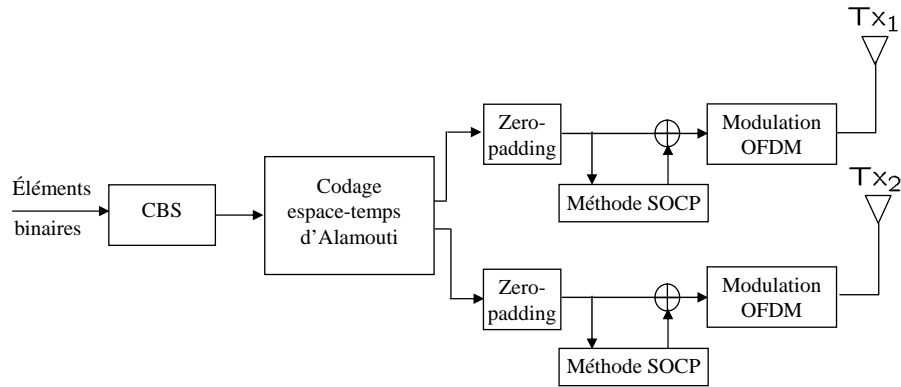 Tx1
Zero-
padding
Modulation
OFDM
Méthode SOCP
Éléments
binaires
CBS
Codage
espace-temps
d'Alamouti
Tx2
Zero-
padding
Modulation
OFDM
Méthode SOCP